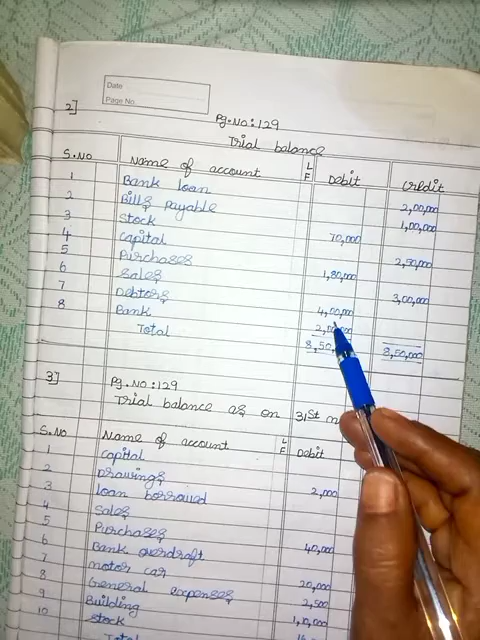 Date
Page No.
2]
Pg.No:129
Trial balance
S.No Name of account LF Debit Credit
1 Bank loan 2,00,000
2 Bills payable 1,00,000
3 Stock 70,000
4 Capital 2,50,000
5 Purchases 1,80,000
6 Sales 3,00,000
7 Debtors 4,00,000
8 Bank
Total 8,50,000
3] Pg.No:129
Trial balance as on 31st
S.No Name of account LF Debit
1 Capital
2 Drawings 2,000
3 loan borrowed
4 Sales
5 Purchases 40,000
6 Bank overdraft
7 motor car 20,000
8 General expenses 2,500
9 Building 1,10,000
10 Stock
Total